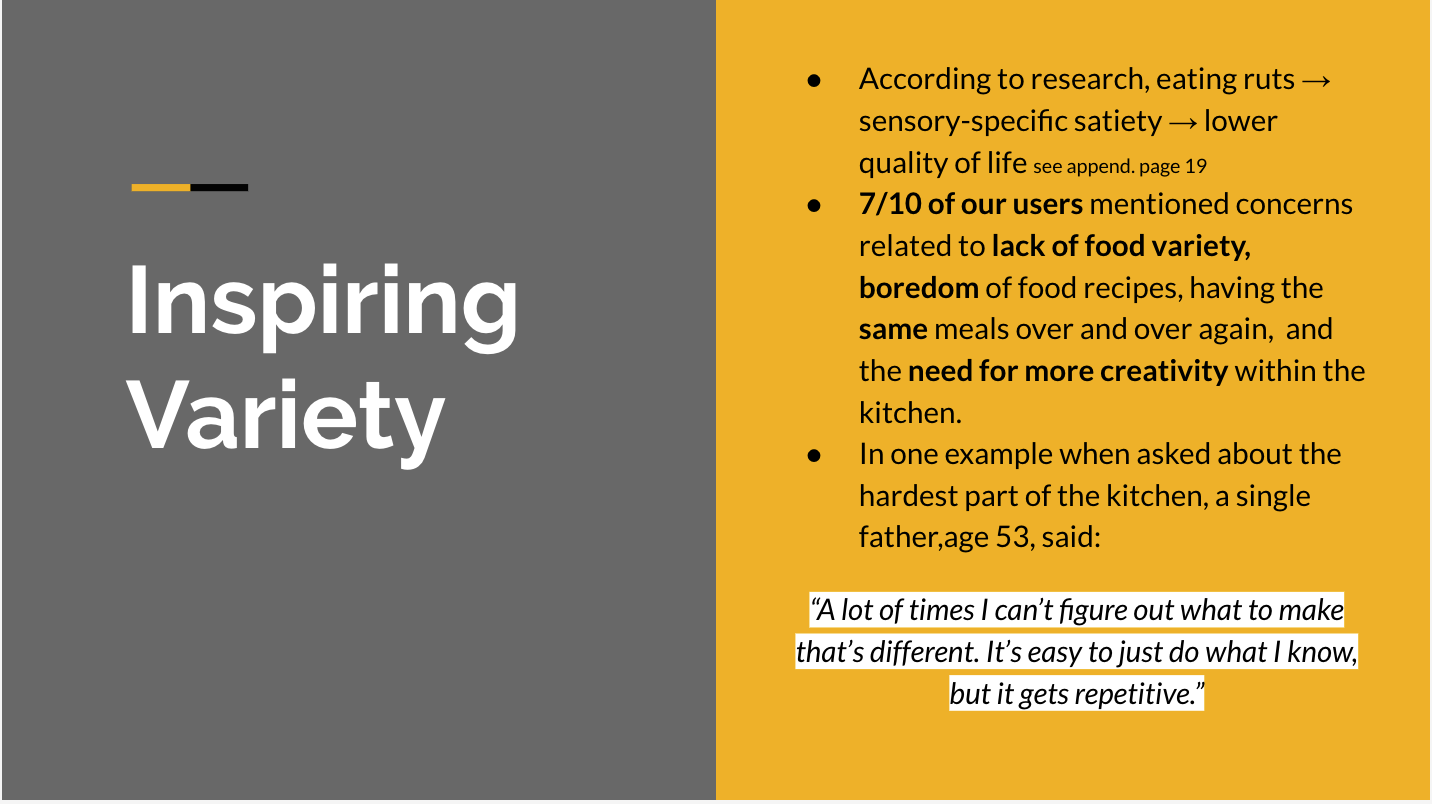 Inspiring
Variety
● According to research, eating ruts →
sensory-specific satiety → lower
quality of life see append. page 19
● 7/10 of our users mentioned concerns
related to lack of food variety,
boredom of food recipes, having the
same meals over and over again,  and
the need for more creativity within the
kitchen.
● In one example when asked about the
hardest part of the kitchen, a single
father,age 53, said:
“A lot of times I can’t figure out what to make
that’s different. It’s easy to just do what I know,
but it gets repetitive.”